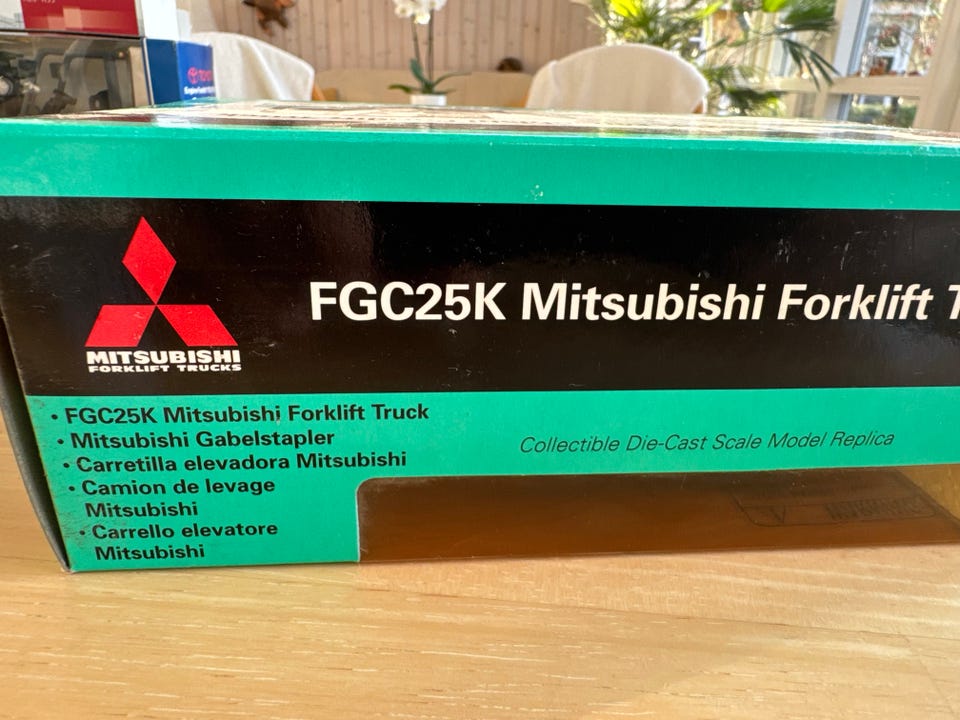 TOYO
MITSUBISHI
FORKLIFT TRUCKS
FGC25K Mitsubishi Forklift T
• FGC25K Mitsubishi Forklift Truck
• Mitsubishi Gabelstapler
• Carretilla elevadora Mitsubishi
• Camion de levage
Mitsubishi
• Carrello elevatore
Mitsubishi
Collectible Die-Cast Scale Model Replica